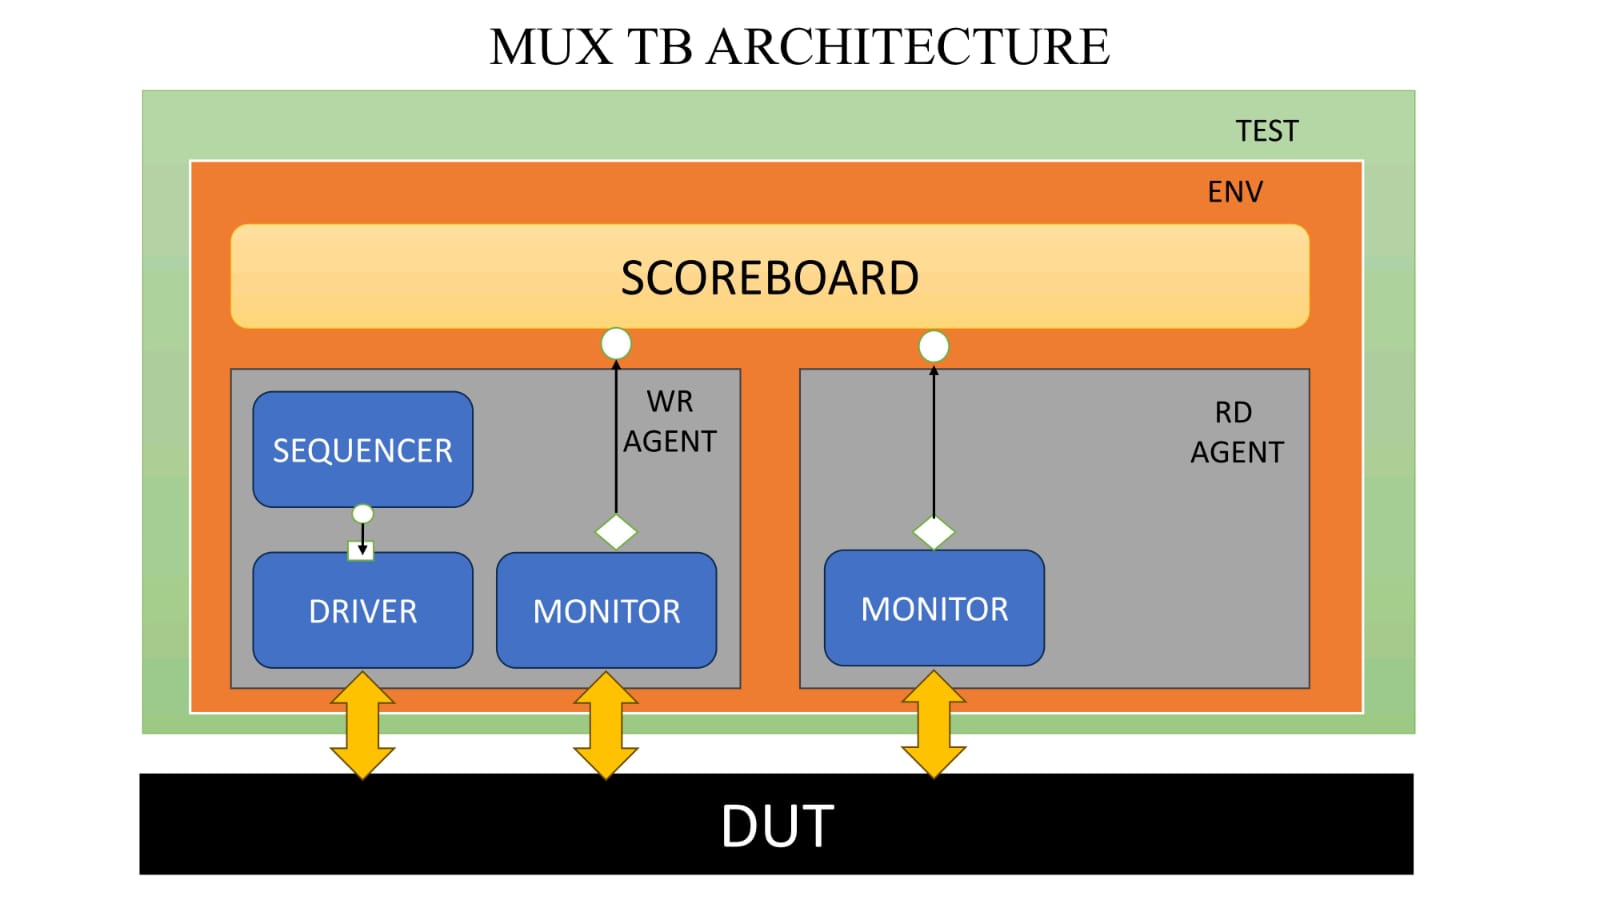 MUX TB ARCHITECTURE
TEST
ENV
SCOREBOARD
WR
AGENT
SEQUENCER
DRIVER
MONITOR
RD
AGENT
MONITOR
DUT